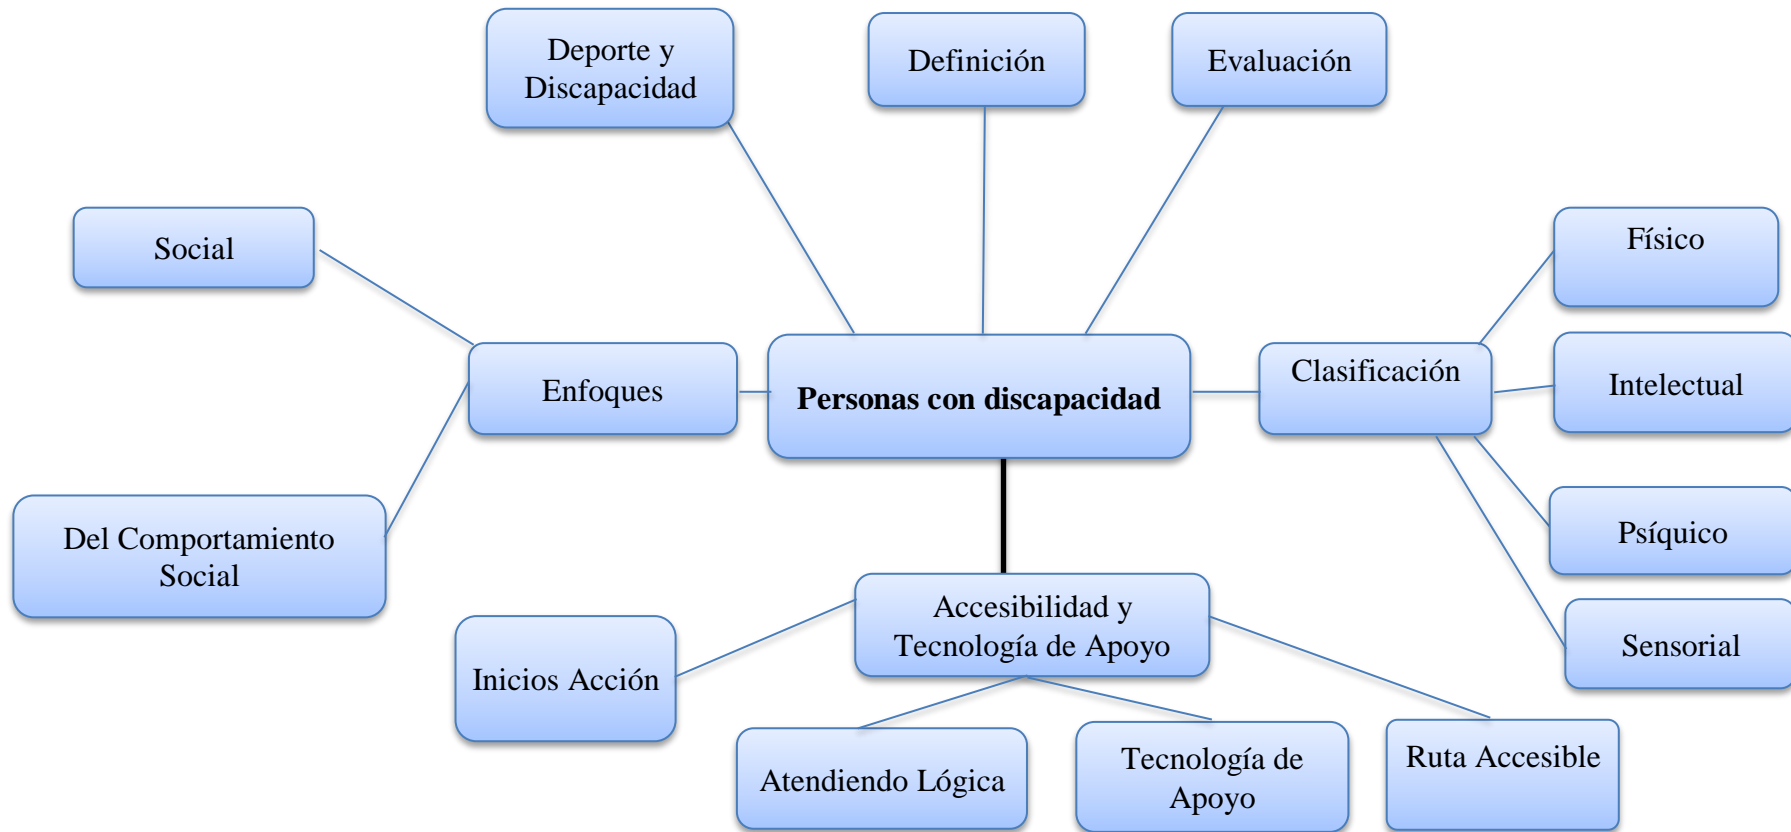 Deporte y
Discapacidad
Definición
Evaluación
Social
Físico
Enfoques
Personas con discapacidad
Clasificación
Intelectual
Del Comportamiento
Social
Psíquico
Accesibilidad y
Tecnología de Apoyo
Sensorial
Inicios Acción
Atendiendo Lógica
Tecnología de
Apoyo
Ruta Accesible